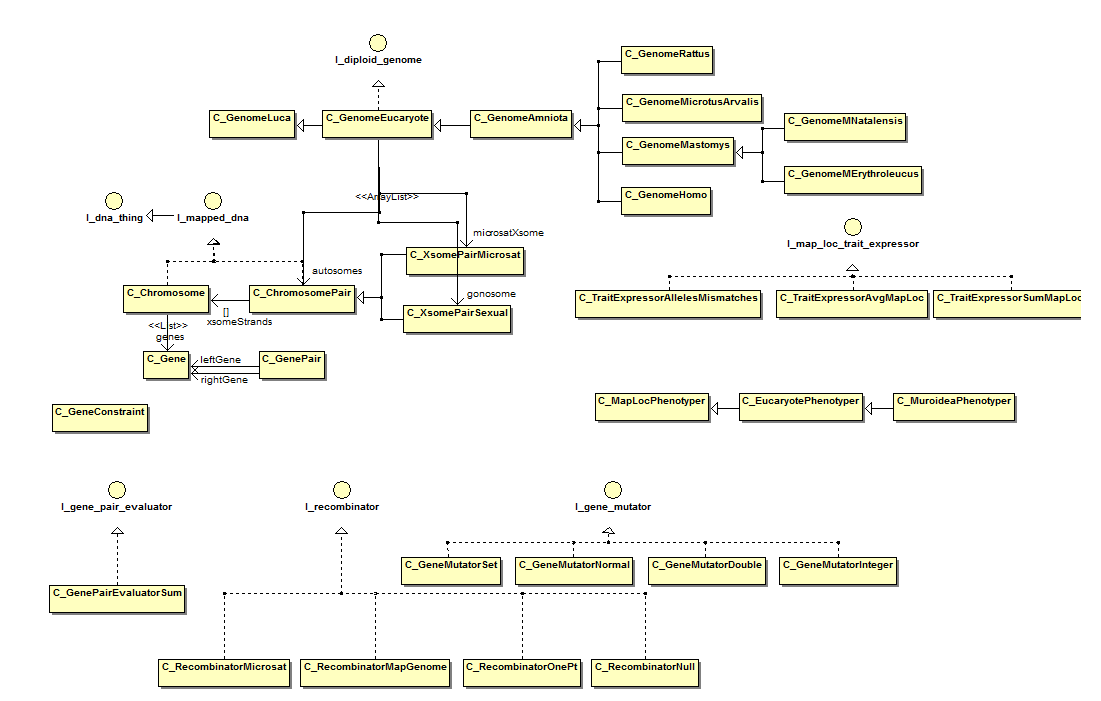 I_diploid_genome
C_GenomeRattus
C_GenomeMicrotusArvalis
C_GenomeLuca
C_GenomeEucaryote
C_GenomeAmniota
C_GenomeMNatalensis
C_GenomeMastomys
C_GenomeMErythroleucus
C_GenomeHomo
<<ArrayList>>
I_dna_thing
I_mapped_dna
microsatXsome
I_map_loc_trait_expressor
C_XsomePairMicrosat
autosomes
C_Chromosome
C_ChromosomePair
gonosome
C_TraitExpressorAllelesMismatches
C_TraitExpressorAvgMapLoc
C_TraitExpressorSumMapLoc
[]
xsomeStrands
C_XsomePairSexual
<<List>>
genes
C_Gene
leftGene
C_GenePair
rightGene
C_GeneConstraint
C_MapLocPhenotyper
C_EucaryotePhenotyper
C_MuroideaPhenotyper
I_gene_pair_evaluator
I_recombinator
I_gene_mutator
C_GeneMutatorSet
C_GeneMutatorNormal
C_GeneMutatorDouble
C_GeneMutatorInteger
C_GenePairEvaluatorSum
C_RecombinatorMicrosat
C_RecombinatorMapGenome
C_RecombinatorOnePt
C_RecombinatorNull